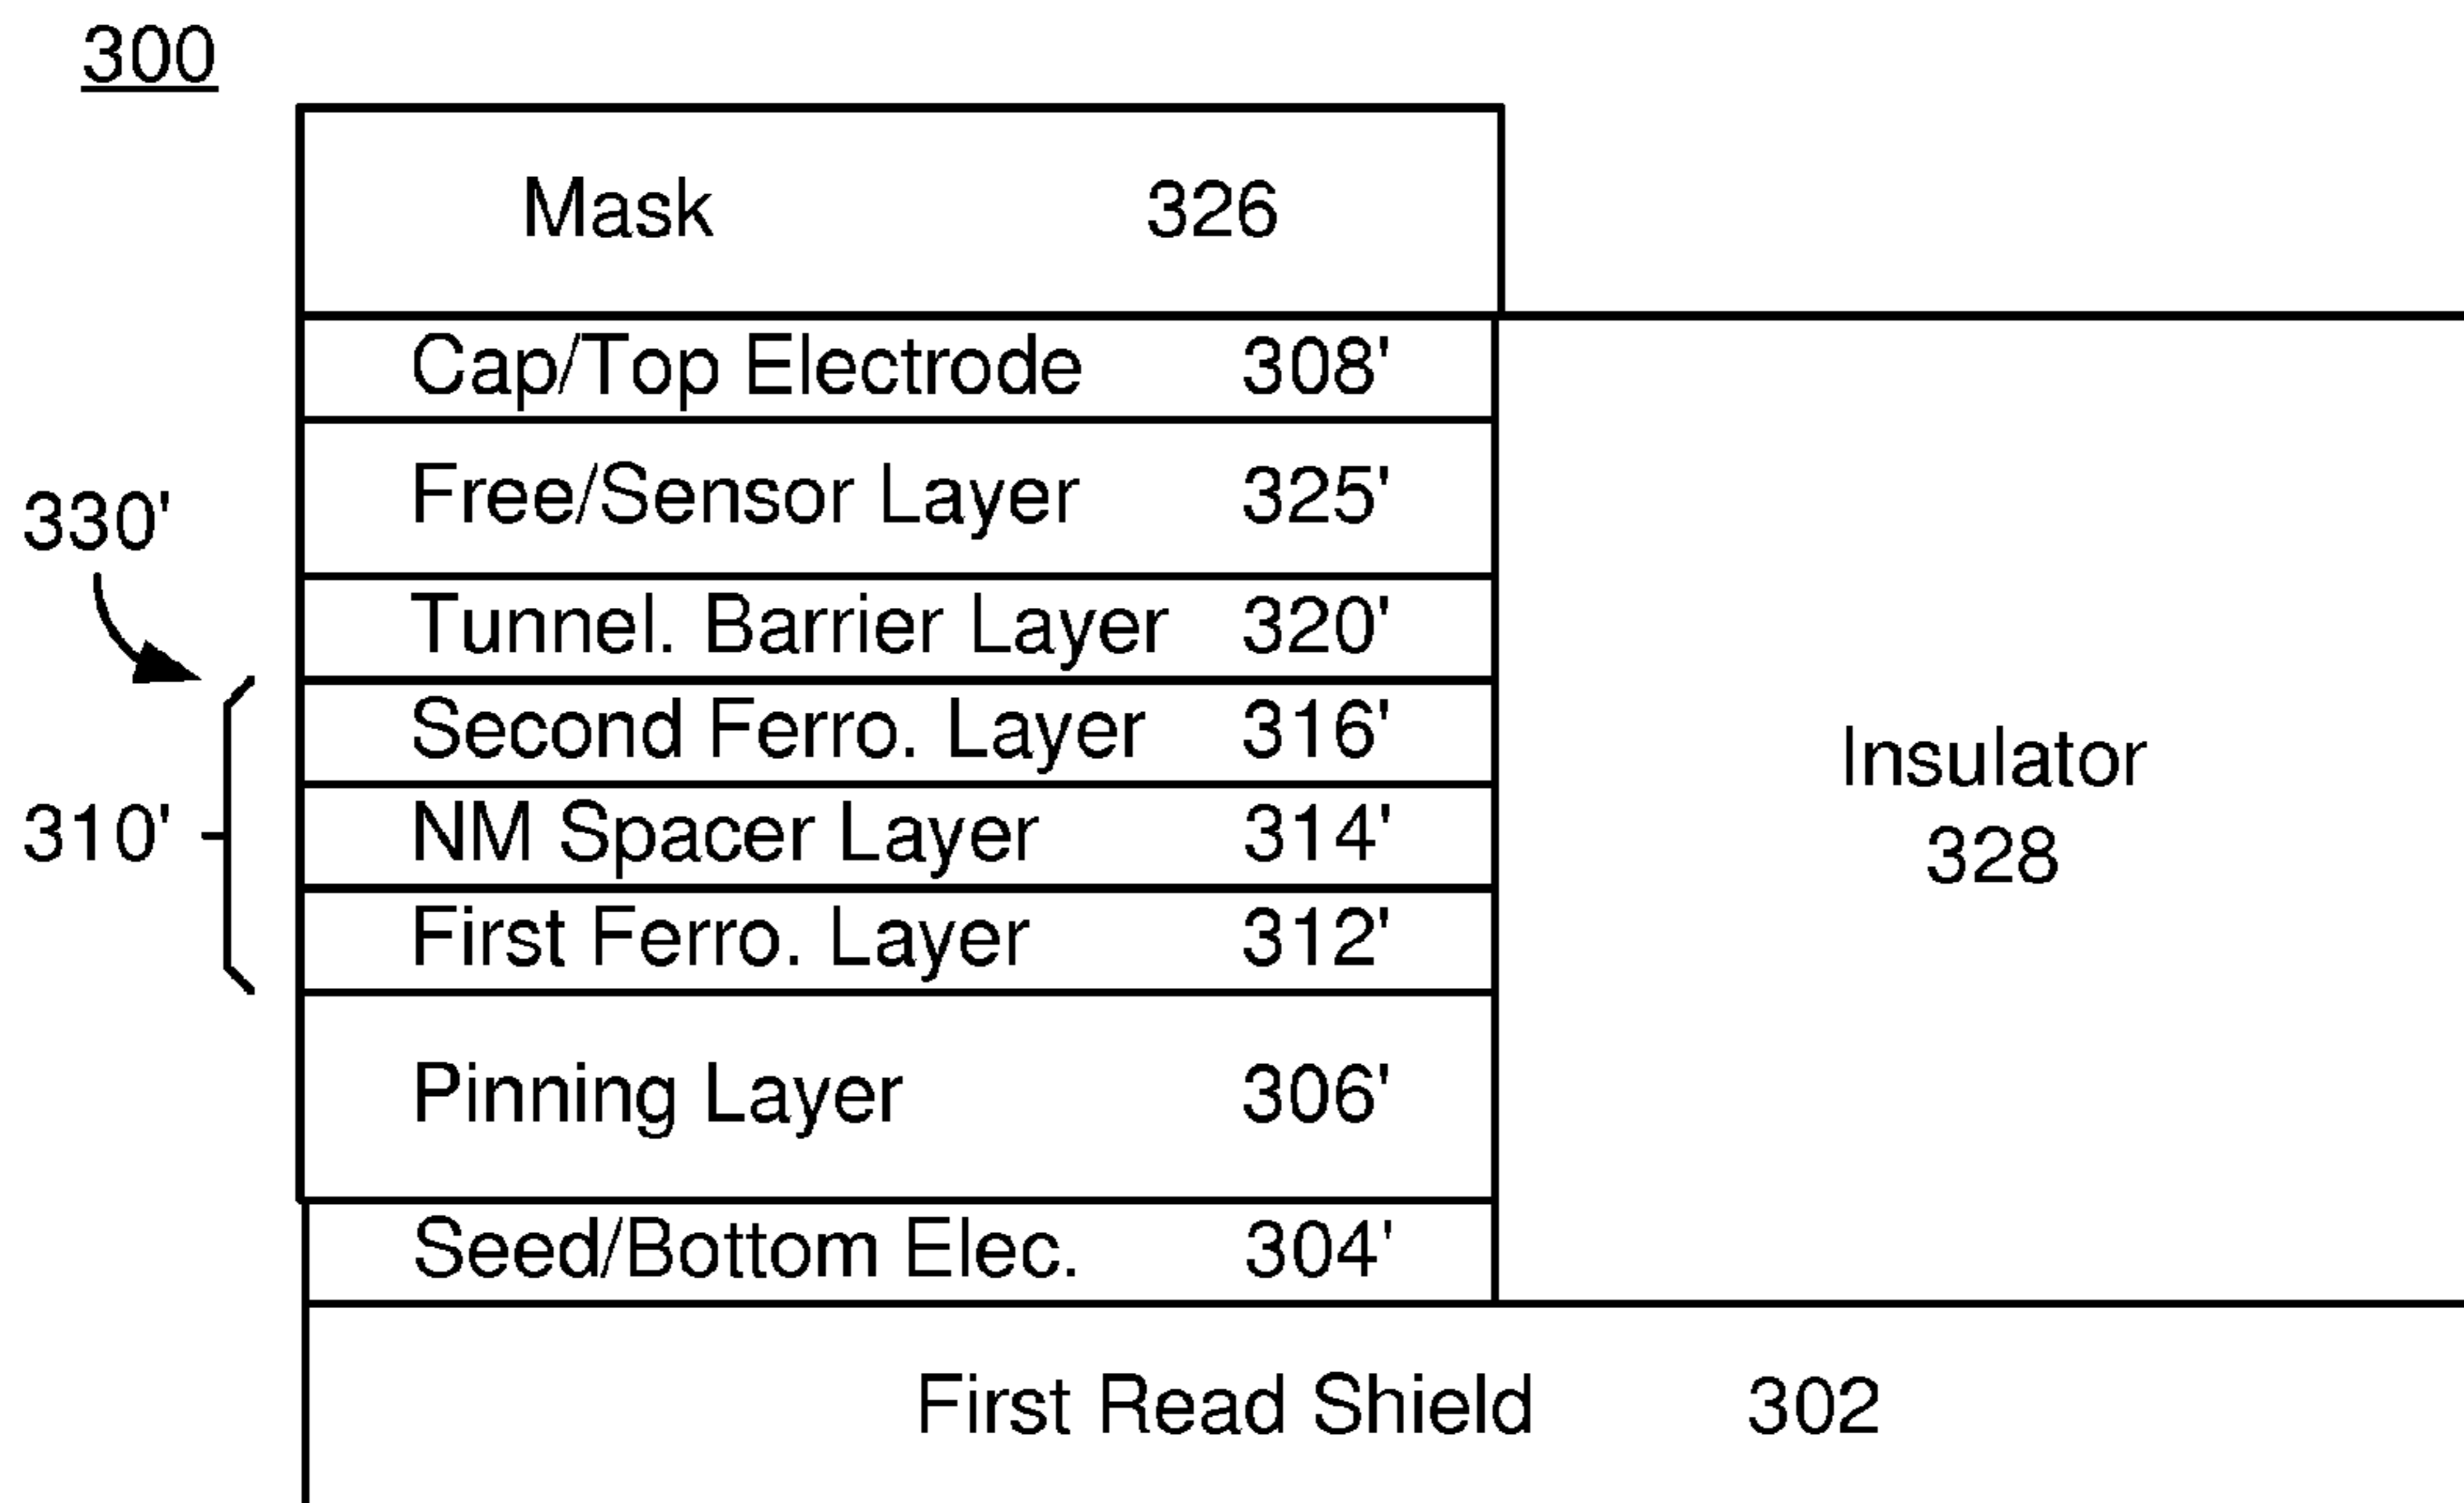 300
Mask 326
Cap/Top Electrode 308'
Free/Sensor Layer 325'
330'
Tunnel. Barrier Layer 320'
Second Ferro. Layer 316'
Insulator
328
310'
NM Spacer Layer 314'
First Ferro. Layer 312'
Pinning Layer 306'
Seed/Bottom Elec. 304'
First Read Shield 302